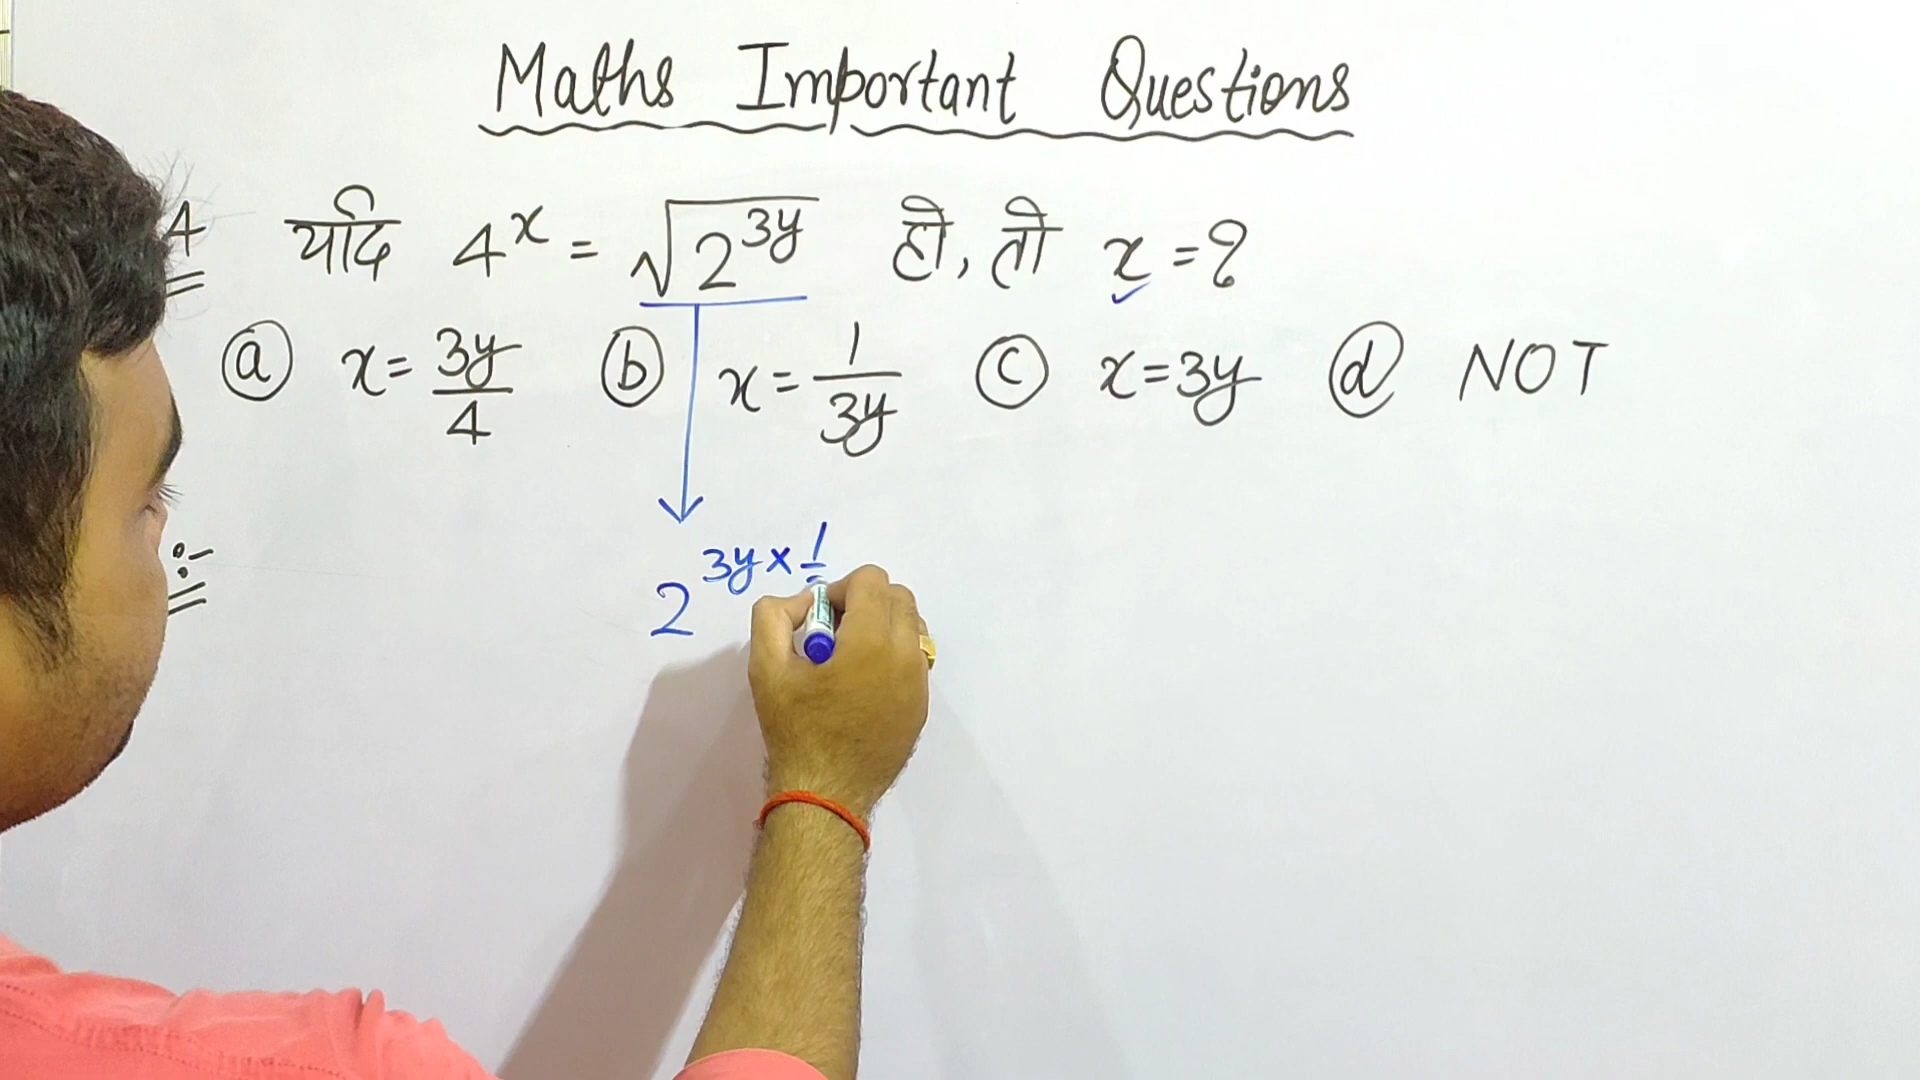 Maths Important Questions
4 यदि 4^x = √2^3y हो, तो x = ?
ⓐ x = 3y/4 ⓑ x = 1/3y ⓒ x = 3y ⓓ NOT
:-
2^3y × 1/